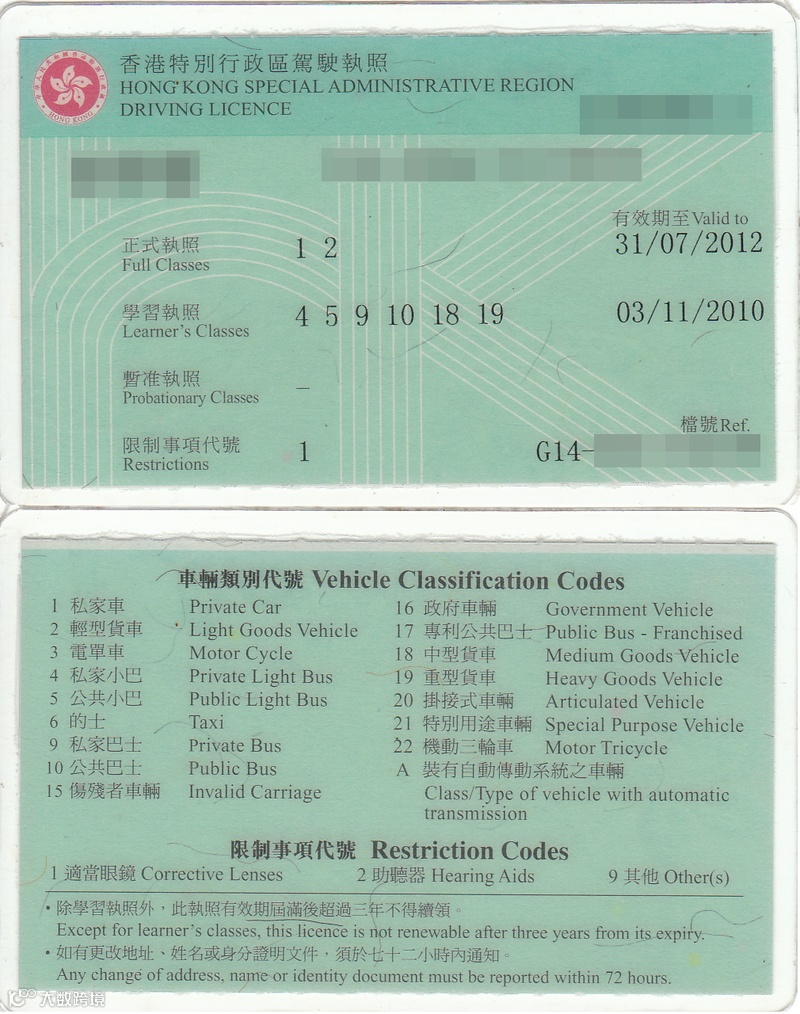 香港特別行政區駕駛執照
HONG KONG SPECIAL ADMINISTRATIVE REGION
DRIVING LICENCE
HONG KONG
有效期至Valid to
正式執照 1 2 31/07/2012
Full Classes
學習執照 4 5 9 10 18 19 03/11/2010
Learner's Classes
暫准執照 –
Probationary Classes
檔號Ref.
限制事項代號 1 G14-
Restrictions
車輛類別代號 Vehicle Classification Codes
1 私家車 Private Car 16 政府車輛 Government Vehicle
2 輕型貨車 Light Goods Vehicle 17 專利公共巴士 Public Bus - Franchised
3 電單車 Motor Cycle 18 中型貨車 Medium Goods Vehicle
4 私家小巴 Private Light Bus 19 重型貨車 Heavy Goods Vehicle
5 公共小巴 Public Light Bus 20 掛接式車輛 Articulated Vehicle
6 的士 Taxi 21 特別用途車輛 Special Purpose Vehicle
9 私家巴士 Private Bus 22 機動三輪車 Motor Tricycle
10 公共巴士 Public Bus A 裝有自動傳動系統之車輛
15 傷殘者車輛 Invalid Carriage Class/Type of vehicle with automatic
transmission
限制事項代號 Restriction Codes
1 適當眼鏡 Corrective Lenses 2 助聽器 Hearing Aids 9 其他 Other(s)
・除學習執照外，此執照有效期屆滿後超過三年不得續領。
Except for learner's classes, this licence is not renewable after three years from its expiry.
・如有更改地址、姓名或身分證明文件，須於七十二小時內通知。
Any change of address, name or identity document must be reported within 72 hours.
大數跨境